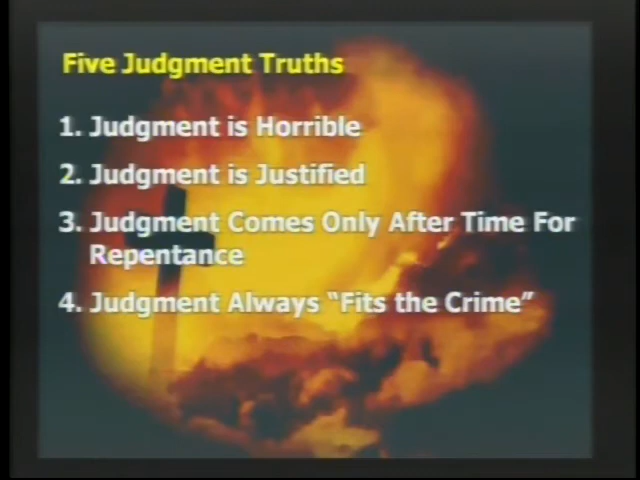 Five Judgment Truths
1. Judgment is Horrible
2. Judgment is Justified
3. Judgment Comes Only After Time For
Repentance
4. Judgment Always “Fits the Crime”